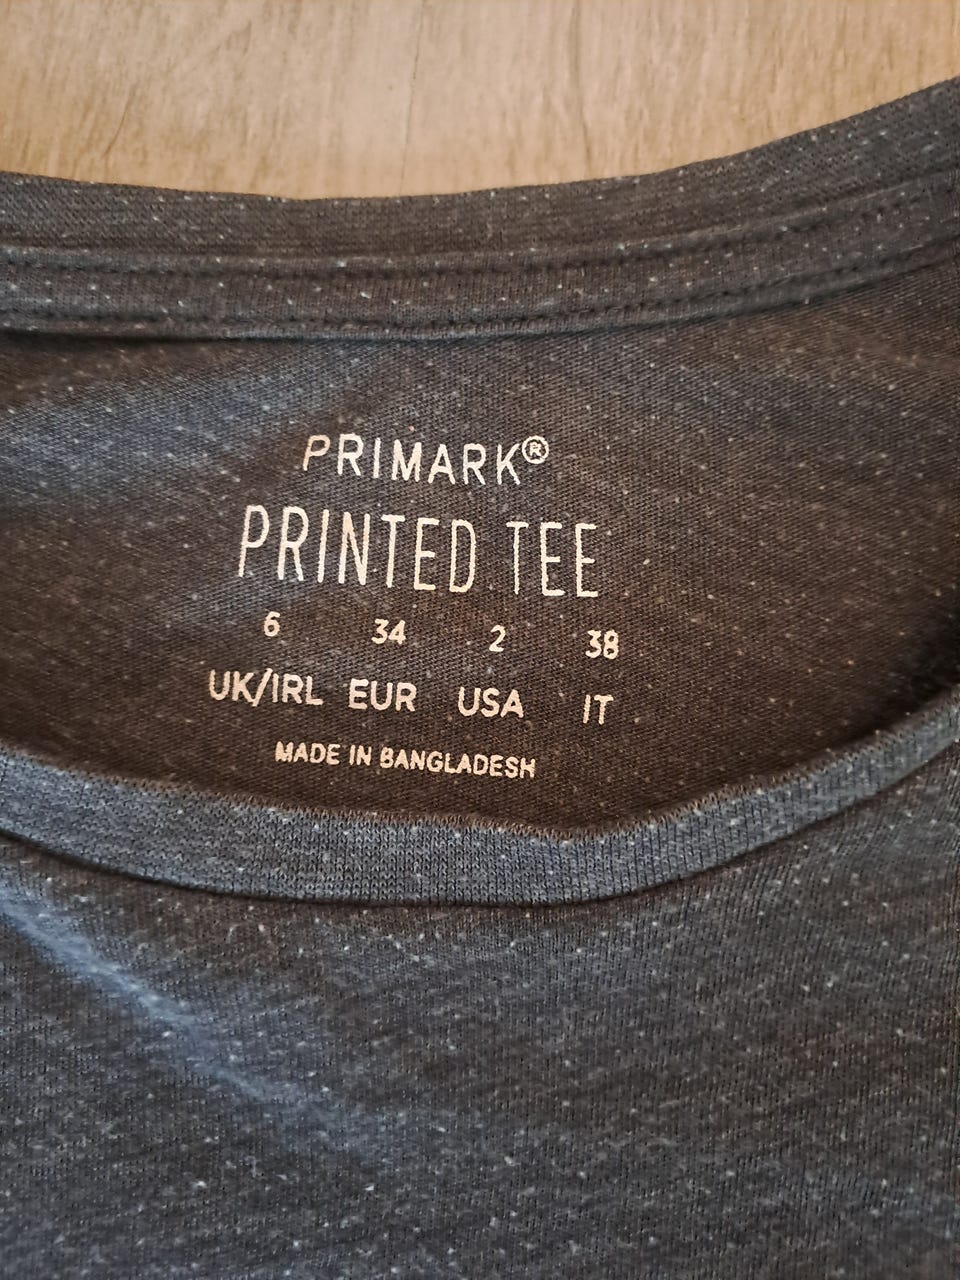 PRIMARK®
PRINTED TEE
6 34 2 38
UK/IRL EUR USA IT
MADE IN BANGLADESH